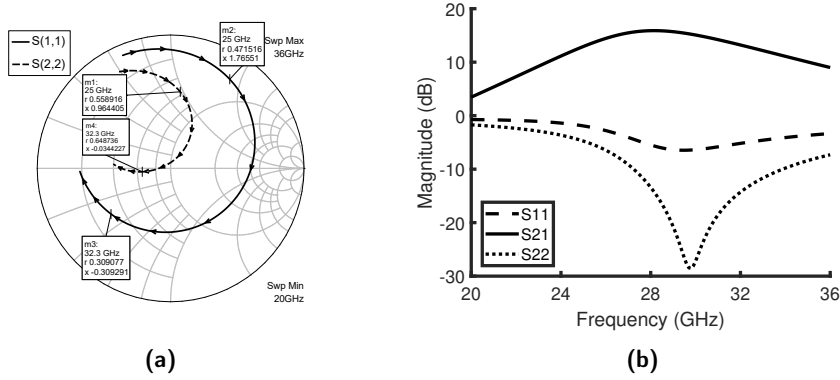 S(1,1)
S(2,2)
m2:
25 GHz
r 0.471516
x 1.76551
Swp Max
36GHz
m1:
25 GHz
r 0.558916
x 0.964405
m4:
32.3 GHz
r 0.648736
x -0.0344227
m3:
32.3 GHz
r 0.309077
x -0.309291
Swp Min
20GHz
(a)
20
10
0
-10
-20
-30
Magnitude (dB)
S11
S21
S22
20 24 28 32 36
Frequency (GHz)
(b)